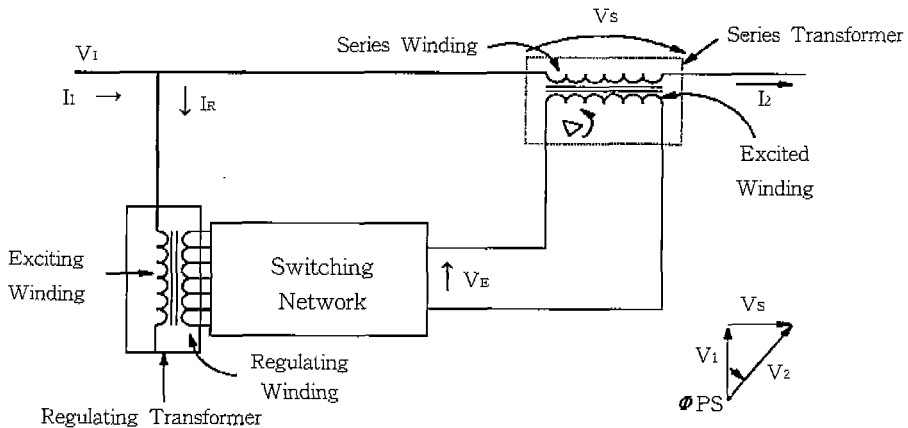 VS
Series Winding
Series Transformer
VI
I1 →
↓ IR
I2
Excited
Winding
Exciting
Winding
Switching
Network
↑ VE
Regulating
Winding
Regulating Transformer
VS
V1
V2
ΦPS